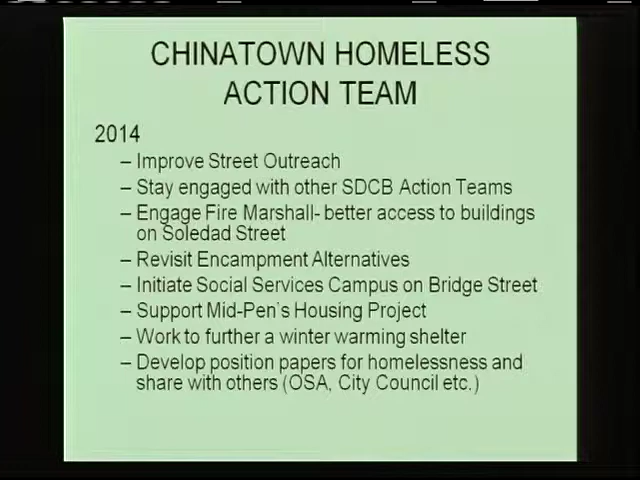 CHINATOWN HOMELESS
ACTION TEAM
2014
– Improve Street Outreach
– Stay engaged with other SDCB Action Teams
– Engage Fire Marshall- better access to buildings
on Soledad Street
– Revisit Encampment Alternatives
– Initiate Social Services Campus on Bridge Street
– Support Mid-Pen's Housing Project
– Work to further a winter warming shelter
– Develop position papers for homelessness and
share with others (OSA, City Council etc.)